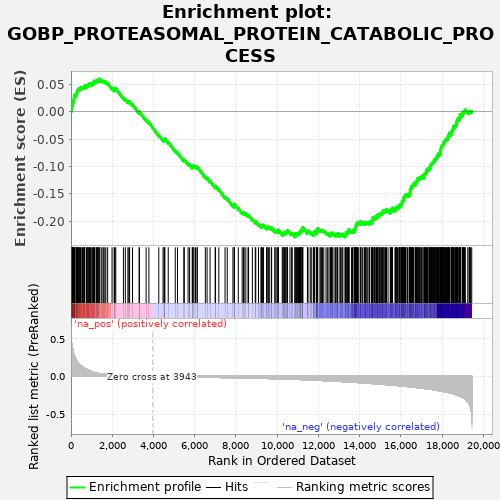 Enrichment plot:
GOBP_PROTEASOMAL_PROTEIN_CATABOLIC_PRO
CESS
Enrichment score (ES)
0.05
0.00
-0.05
-0.10
-0.15
-0.20
'na_pos' (positively correlated)
Ranked list metric (PreRanked)
0.5
0.0
-0.5
Zero cross at 3943
'na_neg' (negatively correlated)
0
2,000
4,000
6,000
8,000
10,000
12,000
14,000
16,000
18,000
20,000
Rank in Ordered Dataset
Enrichment profile
Hits
Ranking metric scores